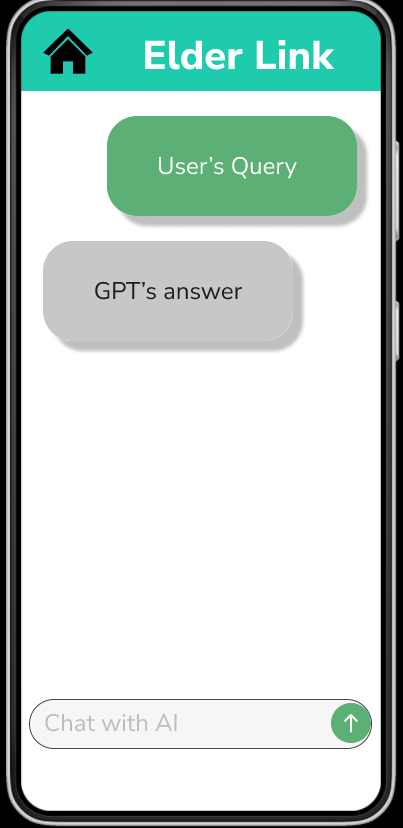 Elder Link
User’s Query
GPT’s answer
Chat with AI